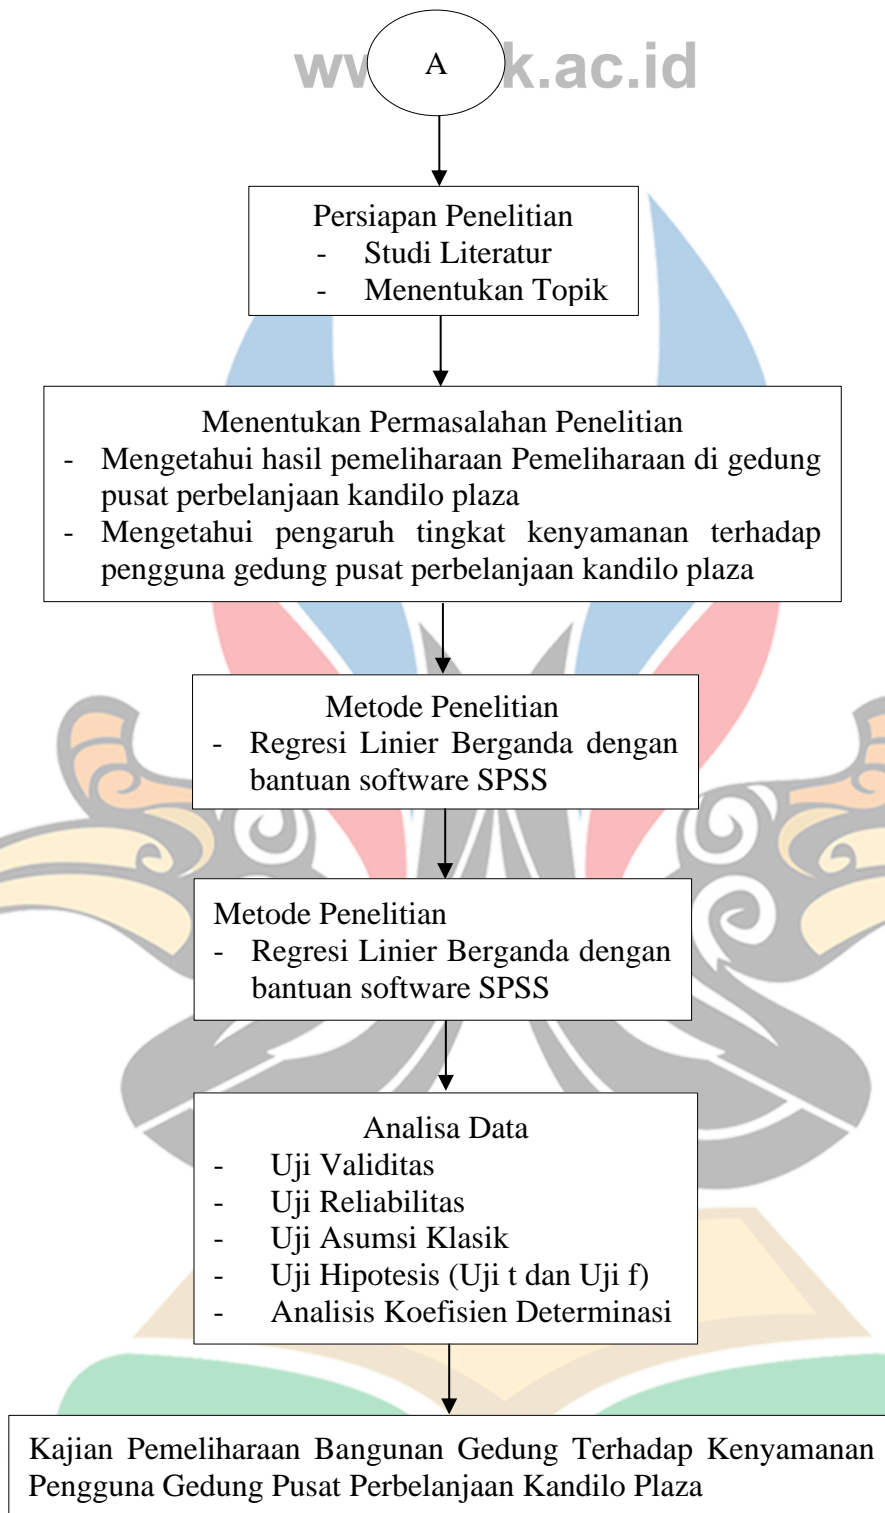 k.ac.id
A
Persiapan Penelitian
- Studi Literatur
- Menentukan Topik
Menentukan Permasalahan Penelitian
- Mengetahui hasil pemeliharaan Pemeliharaan di gedung
pusat perbelanjaan kandilo plaza
- Mengetahui pengaruh tingkat kenyamanan terhadap
pengguna gedung pusat perbelanjaan kandilo plaza
Metode Penelitian
- Regresi Linier Berganda dengan
bantuan software SPSS
Metode Penelitian
- Regresi Linier Berganda dengan
bantuan software SPSS
Analisa Data
- Uji Validitas
- Uji Reliabilitas
- Uji Asumsi Klasik
- Uji Hipotesis (Uji t dan Uji f)
- Analisis Koefisien Determinasi
Kajian Pemeliharaan Bangunan Gedung Terhadap Kenyamanan
Pengguna Gedung Pusat Perbelanjaan Kandilo Plaza